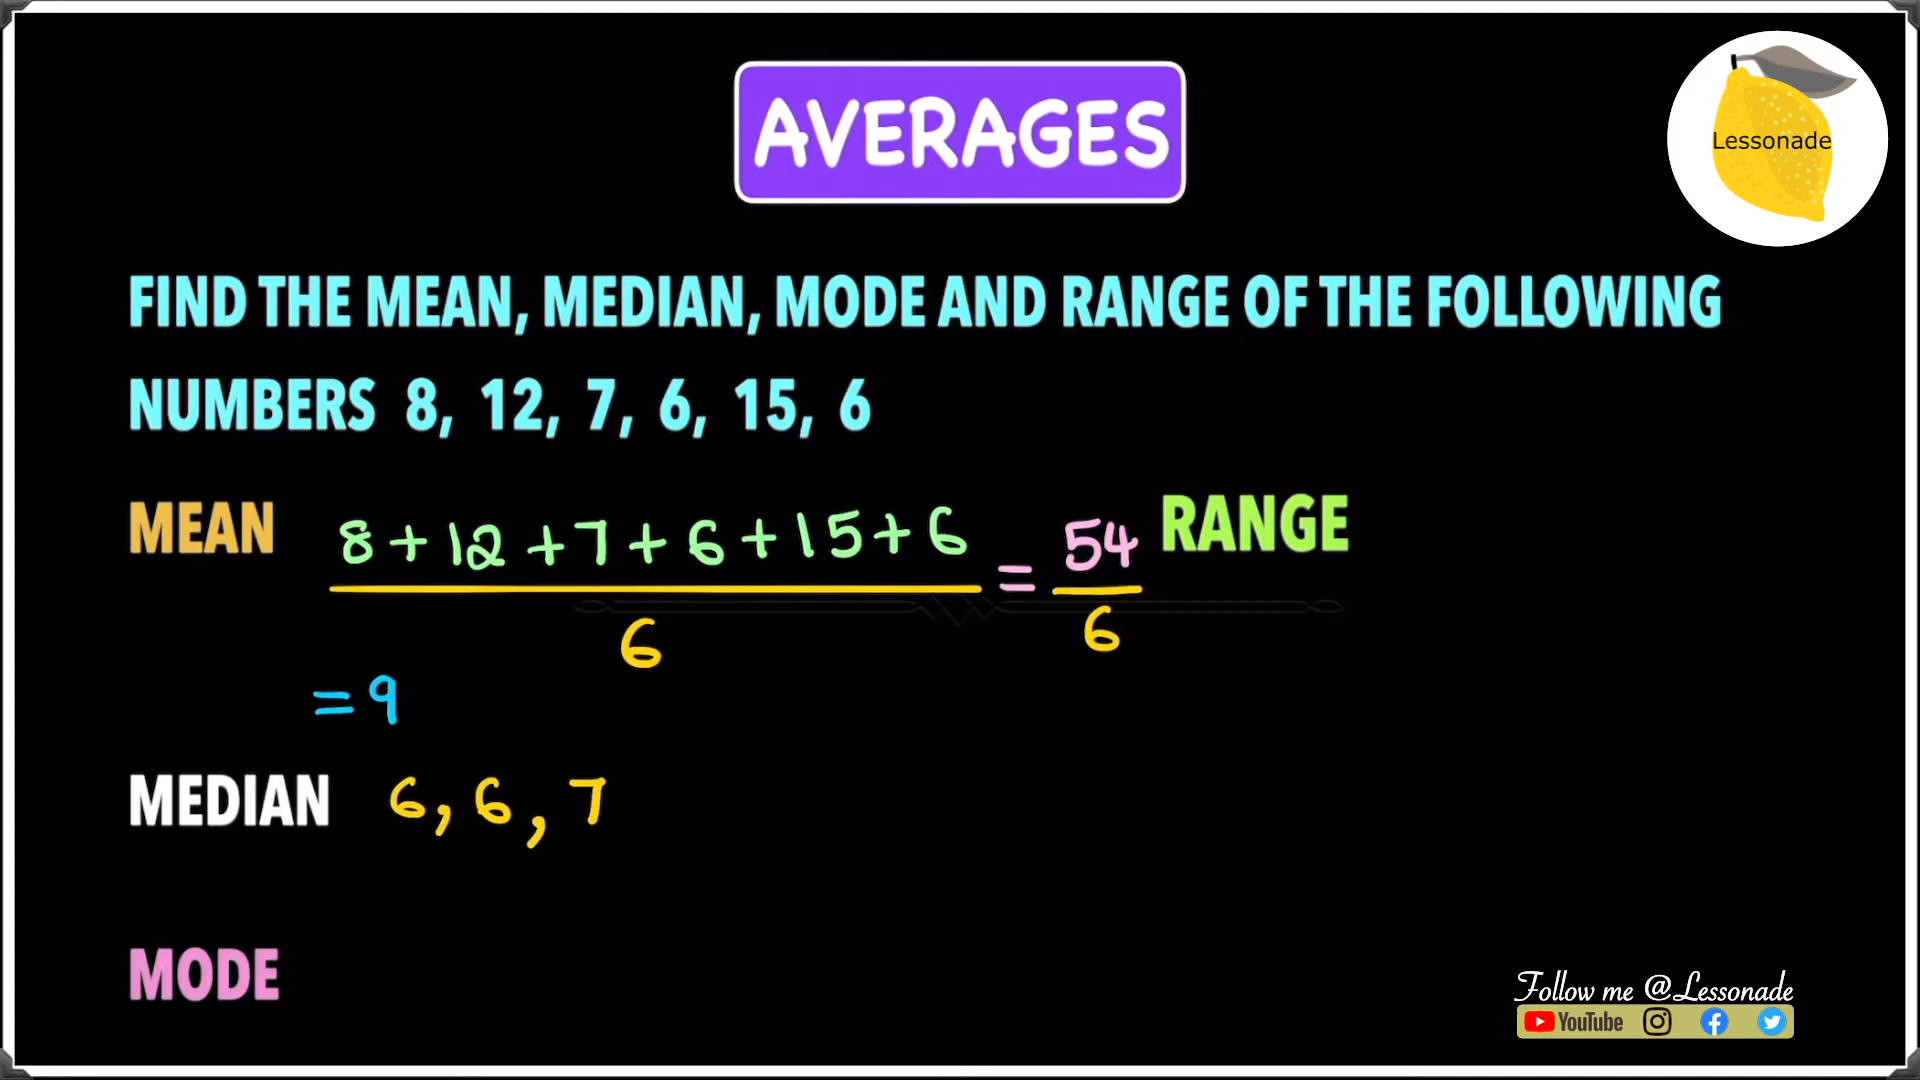 AVERAGES
Lessonade
FIND THE MEAN, MEDIAN, MODE AND RANGE OF THE FOLLOWING
NUMBERS 8, 12, 7, 6, 15, 6
MEAN
8+12+7+6+15+6
6
= 54
6
RANGE
=9
MEDIAN 6, 6, 7
MODE
Follow me @Lessonade
YouTube